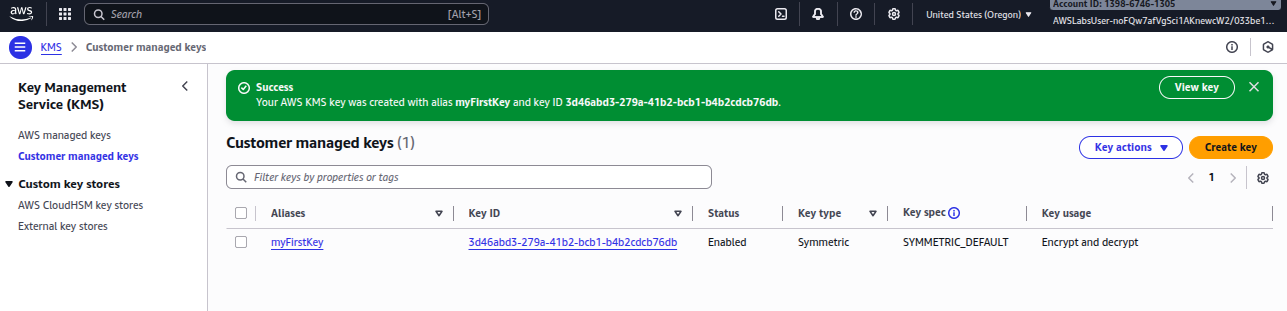 aws
Search [Alt+S]
United States (Oregon)
Account ID: 1398-6746-1305
AWSLabsUser-noFQw7afVgSci1AKnewcW2/033be1...
KMS > Customer managed keys
Key Management
Service (KMS)
AWS managed keys
Customer managed keys
Custom key stores
AWS CloudHSM key stores
External key stores
Success
Your AWS KMS key was created with alias myFirstKey and key ID 3d46abd3-279a-41b2-bcb1-b4b2cdcb76db.
View key
Customer managed keys (1)
Key actions
Create key
Filter keys by properties or tags
1
Aliases Key ID Status Key type Key spec Key usage
myFirstKey 3d46abd3-279a-41b2-bcb1-b4b2cdcb76db Enabled Symmetric SYMMETRIC_DEFAULT Encrypt and decrypt